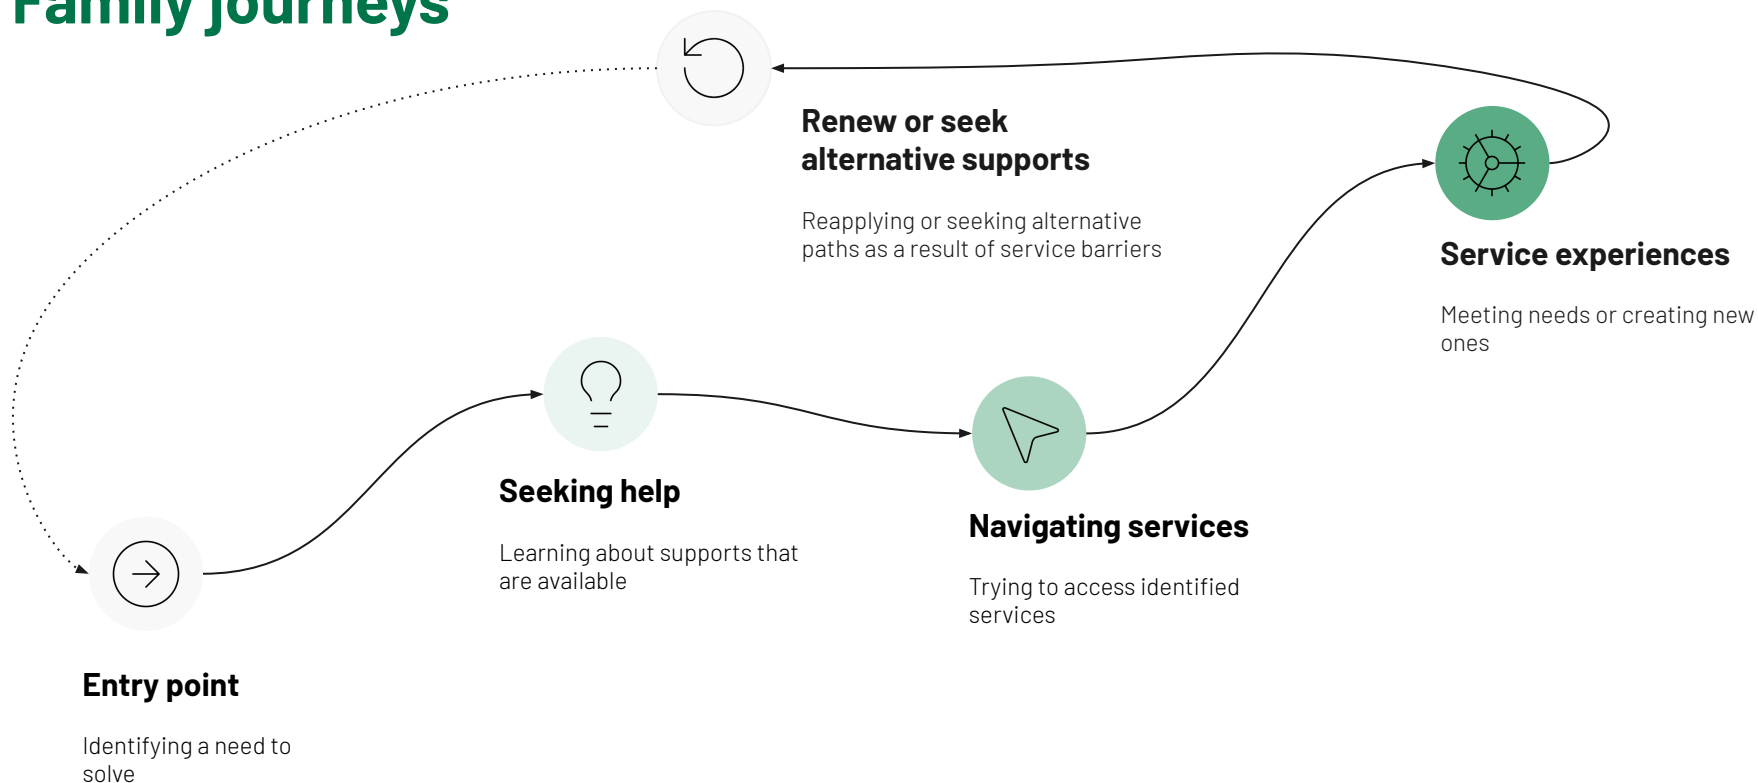 Family journeys
Renew or seek
alternative supports
Reapplying or seeking alternative
paths as a result of service barriers
Service experiences
Meeting needs or creating new
ones
Seeking help
Learning about supports that
are available
Navigating services
Trying to access identified
services
Entry point
Identifying a need to
solve